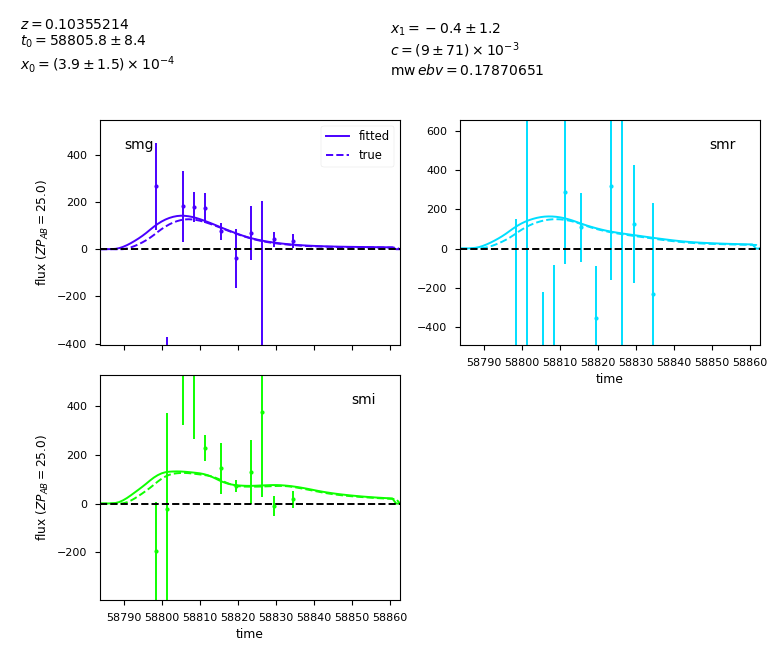 z = 0.10355214
t₀ = 58805.8 ± 8.4
x₀ = (3.9 ± 1.5) × 10⁻⁴
x₁ = −0.4 ± 1.2
c = (9 ± 71) × 10⁻³
mw ebv = 0.17870651
smg
fitted
true
400
200
0
−200
−400
flux (ZP_AB = 25.0)
smr
600
400
200
0
−200
−400
58790 58800 58810 58820 58830 58840 58850 58860
time
smi
400
200
0
−200
flux (ZP_AB = 25.0)
58790 58800 58810 58820 58830 58840 58850 58860
time